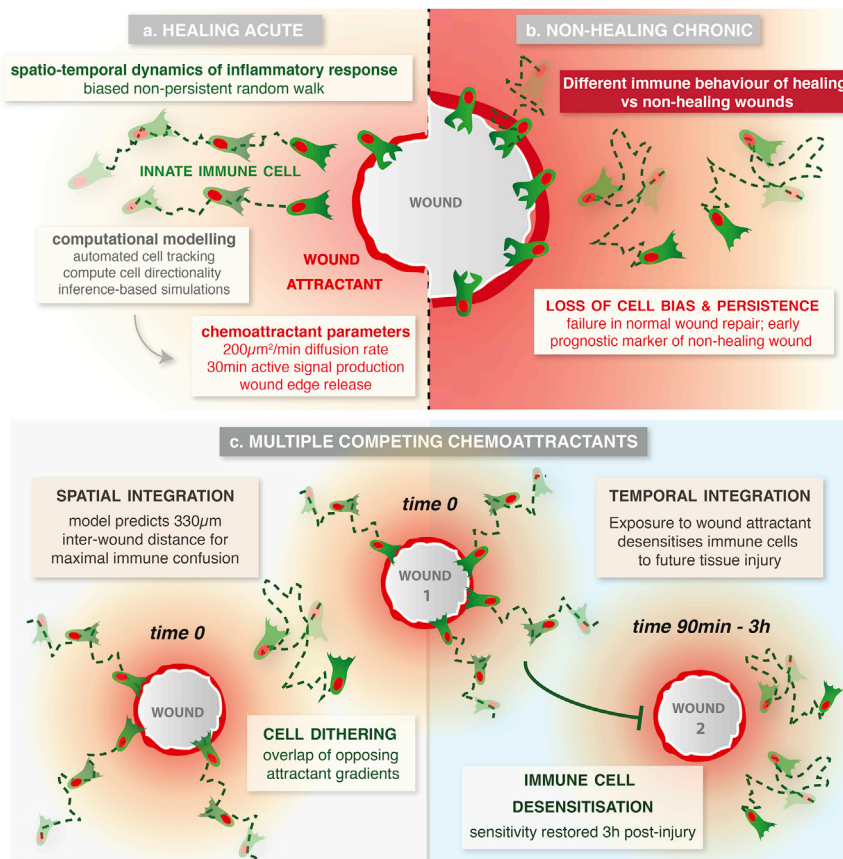 a. HEALING ACUTE
spatio-temporal dynamics of inflammatory response
biased non-persistent random walk
INNATE IMMUNE CELL
computational modelling
automated cell tracking
compute cell directionality
inference-based simulations
WOUND
ATTRACTANT
chemoattractant parameters
200µm²/min diffusion rate
30min active signal production
wound edge release
WOUND
b. NON-HEALING CHRONIC
Different immune behaviour of healing
vs non-healing wounds
LOSS OF CELL BIAS & PERSISTENCE
failure in normal wound repair; early
prognostic marker of non-healing wound
c. MULTIPLE COMPETING CHEMOATTRACTANTS
SPATIAL INTEGRATION
model predicts 330µm
inter-wound distance for
maximal immune confusion
time 0
WOUND
1
TEMPORAL INTEGRATION
Exposure to wound attractant
desensitises immune cells
to future tissue injury
time 0
WOUND
CELL DITHERING
overlap of opposing
attractant gradients
time 90min - 3h
WOUND
2
IMMUNE CELL
DESENSITISATION
sensitivity restored 3h post-injury